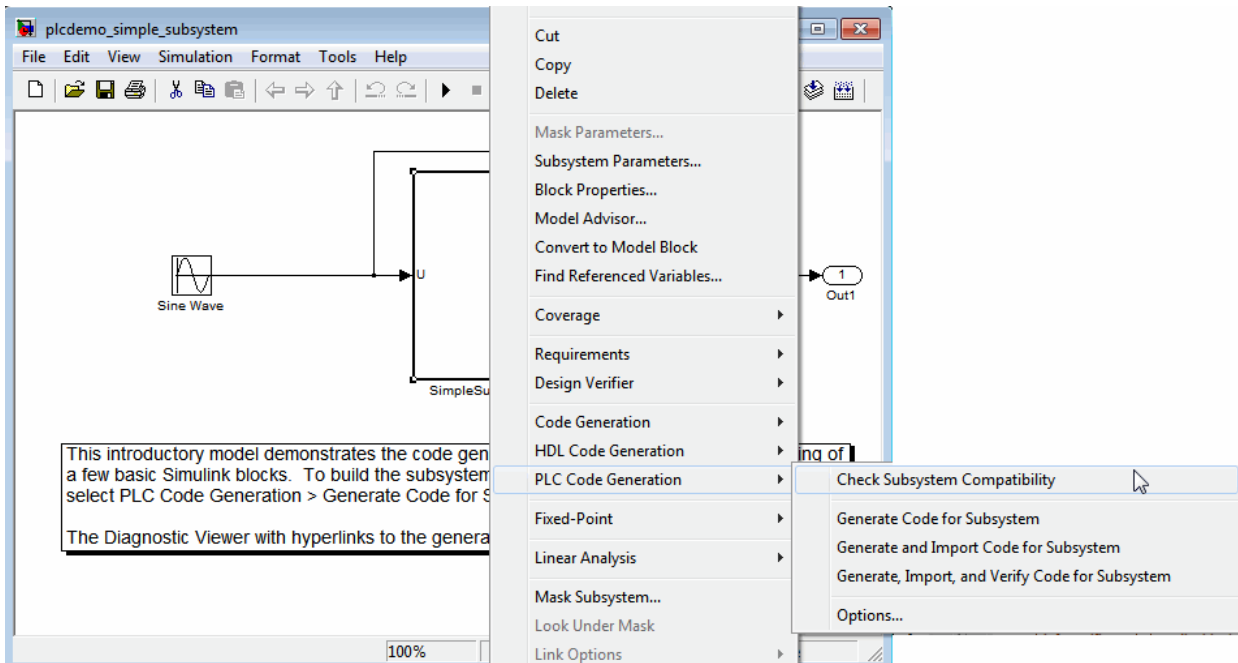 plcdemo_simple_subsystem
File Edit View Simulation Format Tools Help
U
Sine Wave
SimpleSu
1
Out1
This introductory model demonstrates the code gen
ing of
a few basic Simulink blocks. To build the subsystem
select PLC Code Generation > Generate Code for S
The Diagnostic Viewer with hyperlinks to the genera
100%
Cut
Copy
Delete
Mask Parameters...
Subsystem Parameters...
Block Properties...
Model Advisor...
Convert to Model Block
Find Referenced Variables...
Coverage
Requirements
Design Verifier
Code Generation
HDL Code Generation
PLC Code Generation
Fixed-Point
Linear Analysis
Mask Subsystem...
Look Under Mask
Link Options
Check Subsystem Compatibility
Generate Code for Subsystem
Generate and Import Code for Subsystem
Generate, Import, and Verify Code for Subsystem
Options...